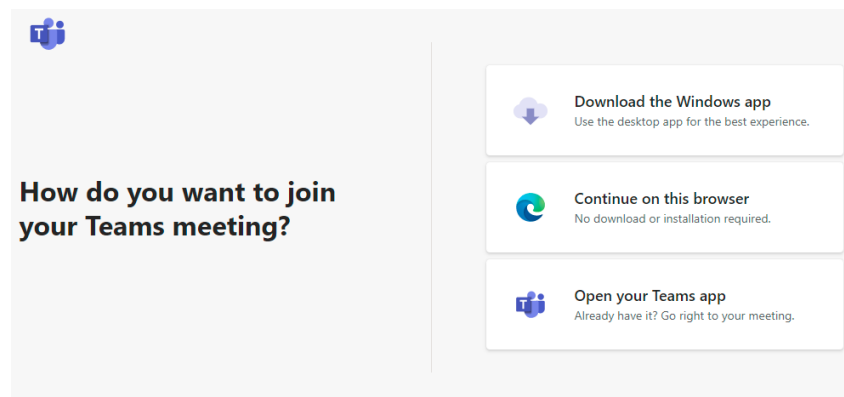 T
How do you want to join
your Teams meeting?
Download the Windows app
Use the desktop app for the best experience.
Continue on this browser
No download or installation required.
T
Open your Teams app
Already have it? Go right to your meeting.